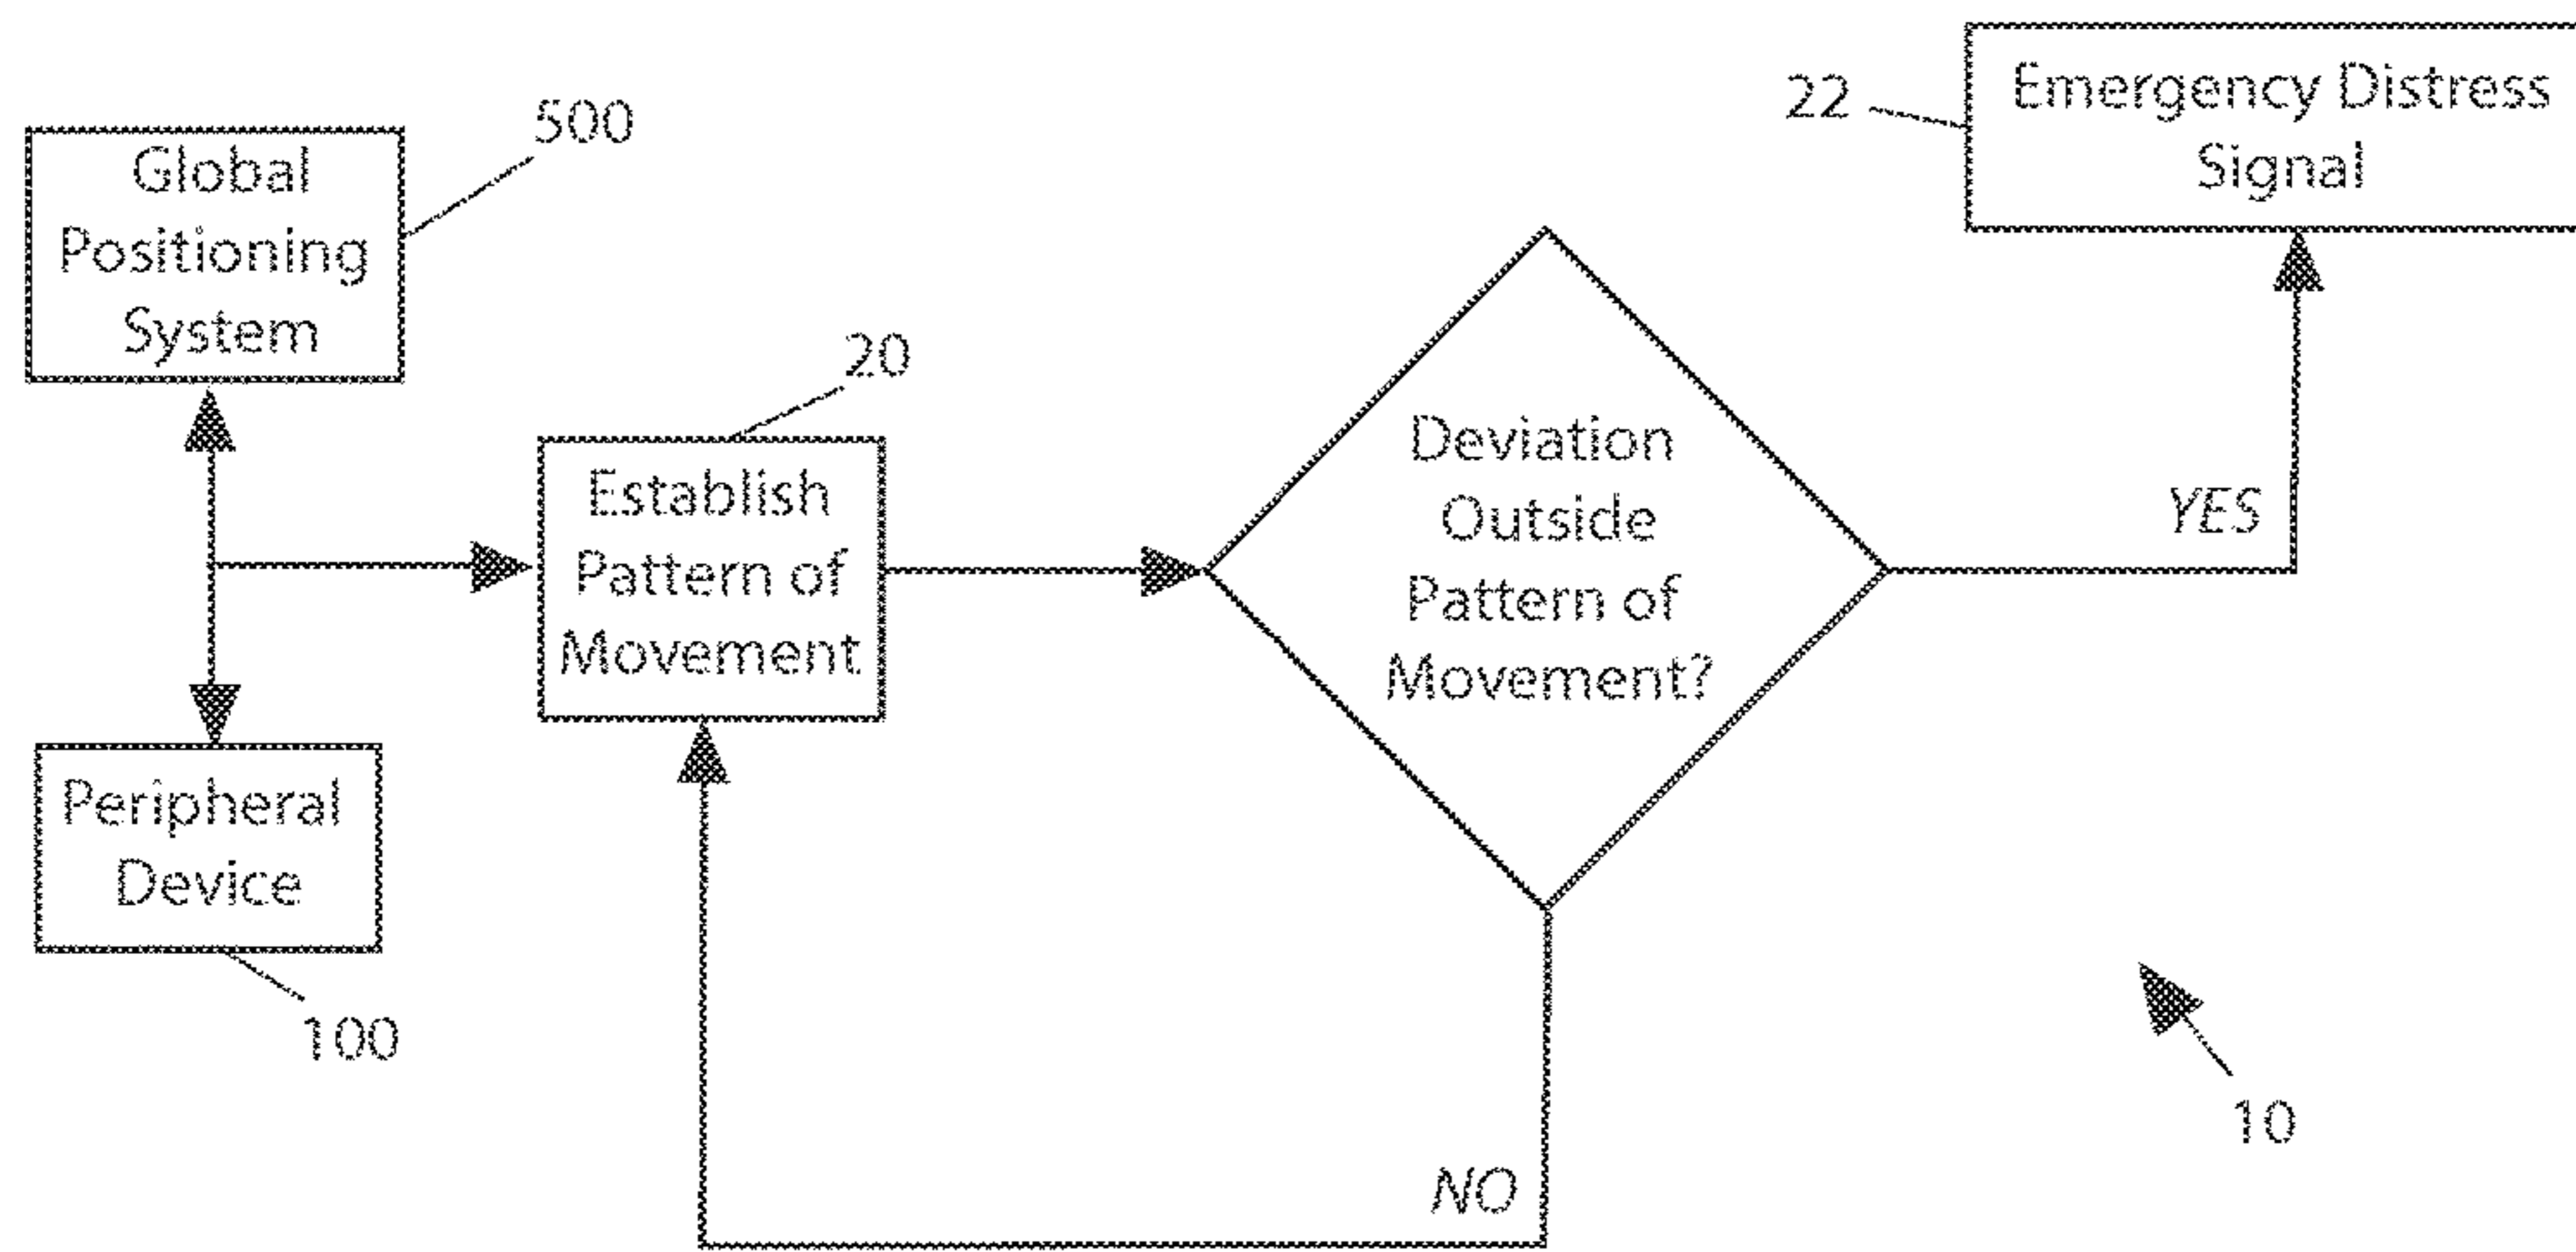 500
Global
Positioning
System
20
Establish
Pattern of
Movement
Peripheral
Device
100
Deviation
Outside
Pattern of
Movement?
YES
NO
22
Emergency Distress
Signal
10